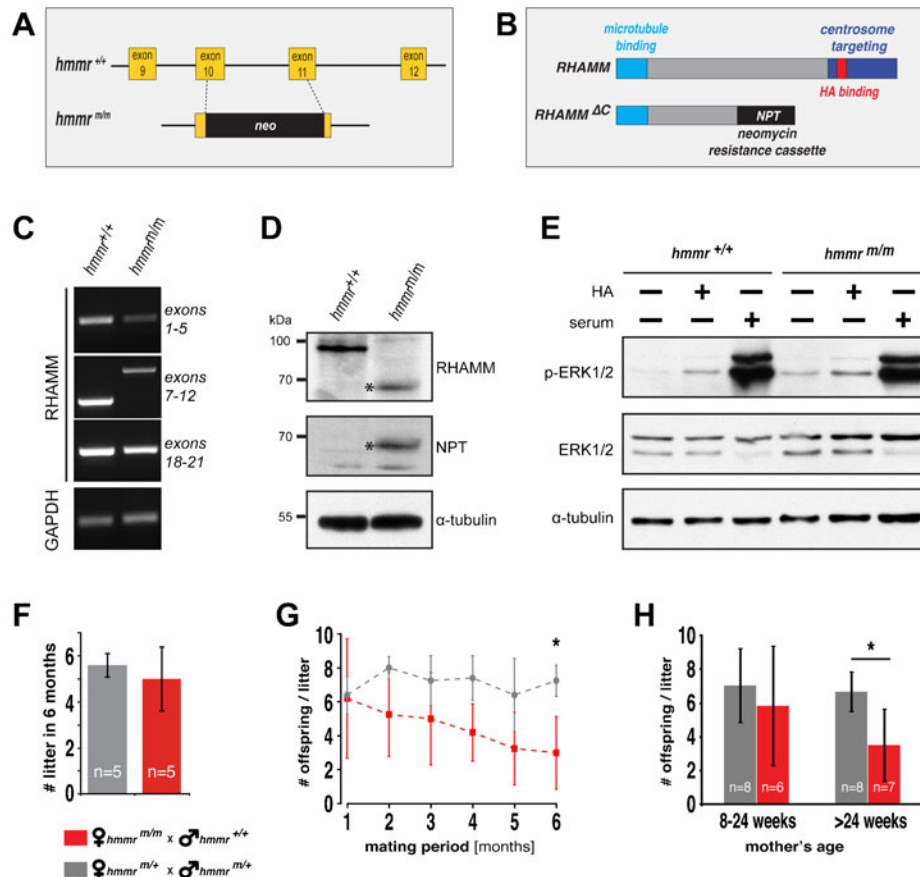 A
hmmr +/+
exon 9
exon 10
exon 11
exon 12
hmmr m/m
neo
B
microtubule binding
centrosome targeting
RHAMM
HA binding
RHAMM ΔC
NPT
neomycin resistance cassette
C
hmmr+/+
hmmrm/m
RHAMM
exons 1-5
exons 7-12
exons 18-21
GAPDH
D
hmmr+/+
hmmrm/m
kDa
100
70
*
RHAMM
70
*
NPT
55
α-tubulin
E
hmmr +/+
hmmr m/m
HA
− + − − + −
serum
− − + − − +
p-ERK1/2
ERK1/2
α-tubulin
F
# litter in 6 months
6
4
2
0
n=5
n=5
♀hmmr m/m x ♂hmmr +/+
♀hmmr m/+ x ♂hmmr m/+
G
# offspring / litter
10
8
6
4
2
0
*
1 2 3 4 5 6
mating period [months]
H
# offspring / litter
10
8
6
4
2
0
*
n=8
n=6
n=8
n=7
8-24 weeks
>24 weeks
mother's age